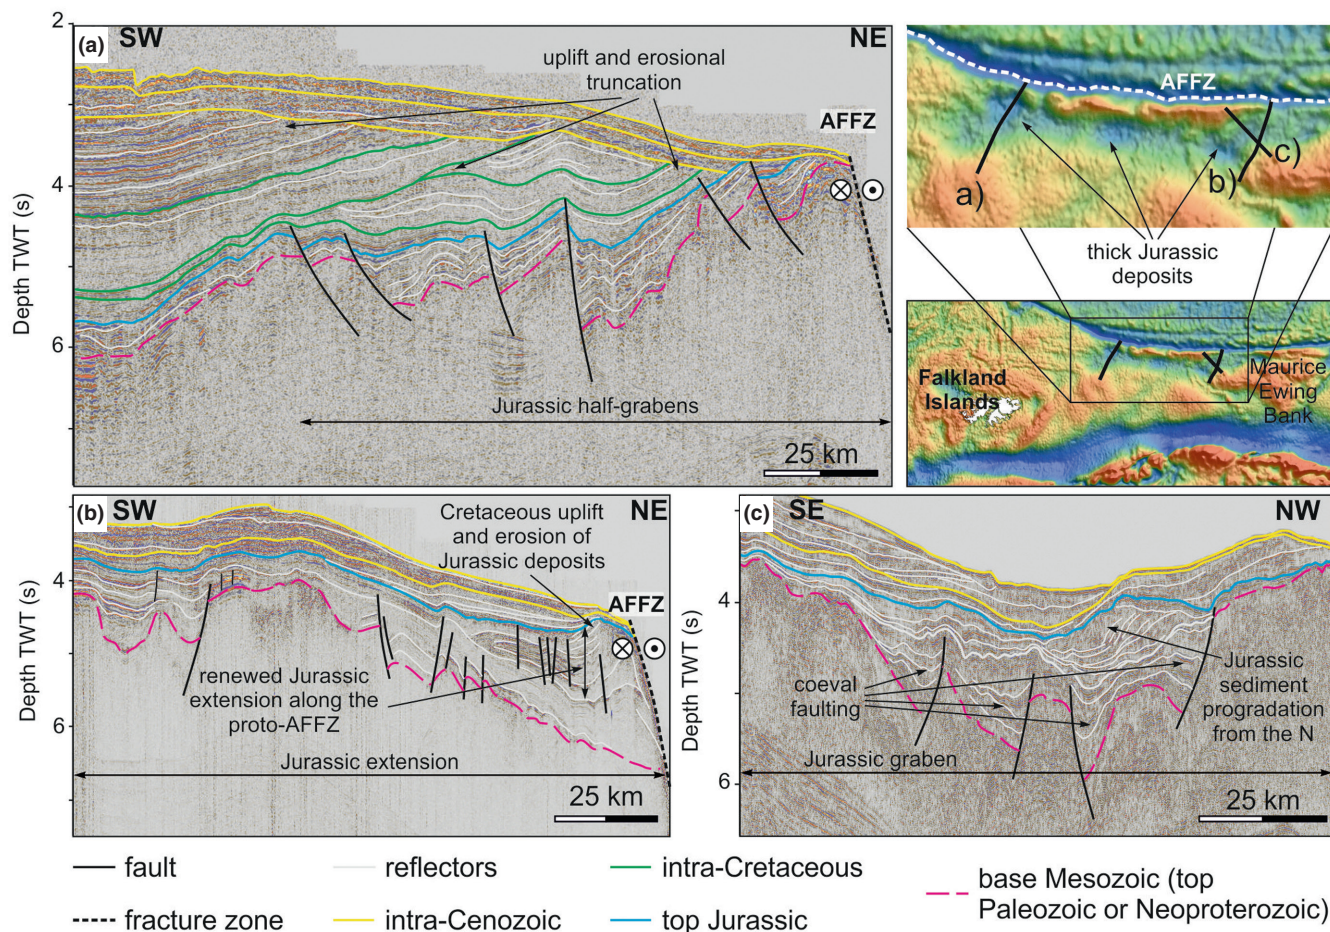 2
(a)
SW
NE
uplift and erosional
truncation
AFFZ
4
6
Depth TWT (s)
Jurassic half-grabens
25 km
AFFZ
a)
b)
c)
thick Jurassic
deposits
Falkland
Islands
Maurice
Ewing
Bank
(b)
SW
NE
Cretaceous uplift
and erosion of
Jurassic deposits
AFFZ
4
6
Depth TWT (s)
renewed Jurassic
extension along the
proto-AFFZ
Jurassic extension
25 km
(c)
SE
NW
4
6
Depth TWT (s)
coeval
faulting
Jurassic
sediment
progradation
from the N
Jurassic graben
25 km
fault
reflectors
intra-Cretaceous
base Mesozoic (top
Paleozoic or Neoproterozoic)
fracture zone
intra-Cenozoic
top Jurassic